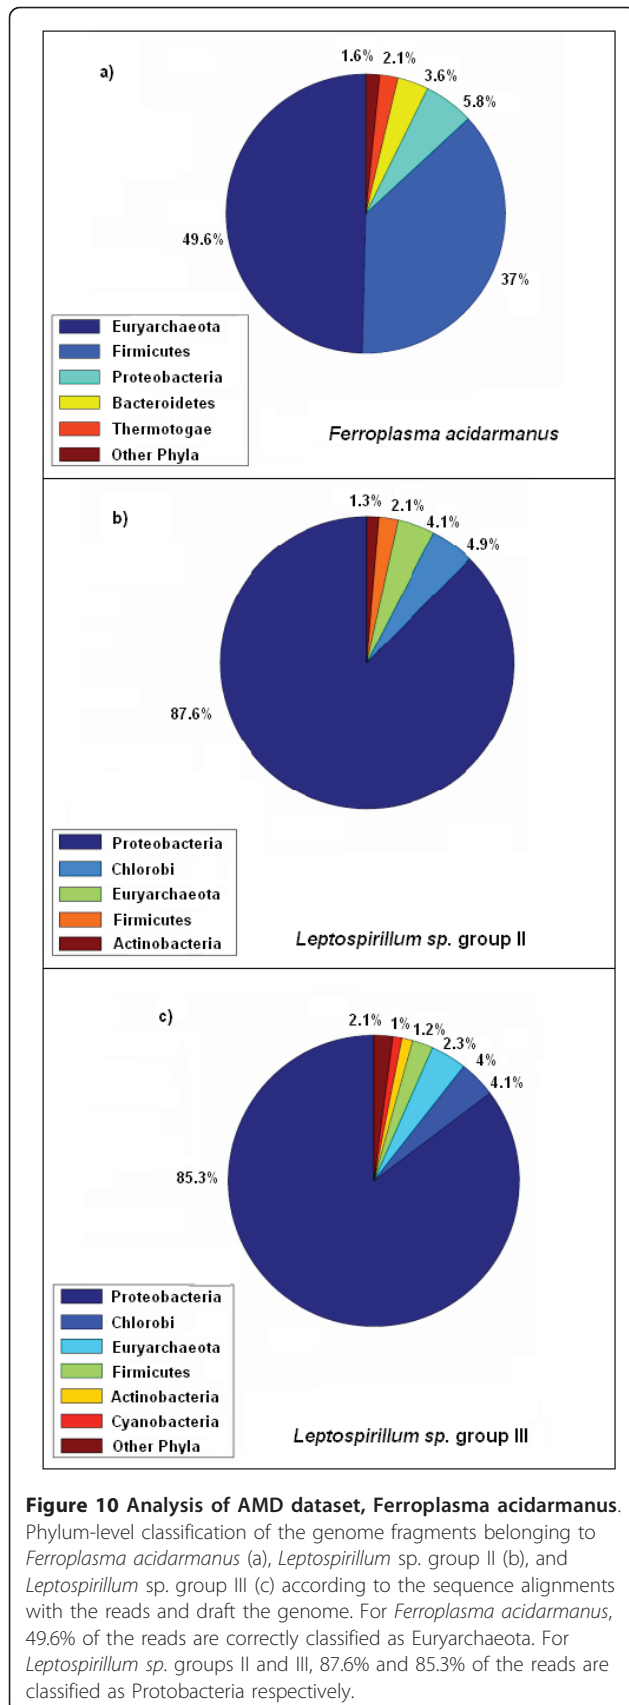 a)
1.6%
2.1%
3.6%
5.8%
49.6%
37%
Euryarchaeota
Firmicutes
Proteobacteria
Bacteroidetes
Thermotogae
Other Phyla
Ferroplasma acidarmanus
b)
1.3%
2.1%
4.1%
4.9%
87.6%
Proteobacteria
Chlorobi
Euryarchaeota
Firmicutes
Actinobacteria
Leptospirillum sp. group II
c)
2.1%
1%
1.2%
2.3%
4%
4.1%
85.3%
Proteobacteria
Chlorobi
Euryarchaeota
Firmicutes
Actinobacteria
Cyanobacteria
Other Phyla
Leptospirillum sp. group III
Figure 10 Analysis of AMD dataset, Ferroplasma acidarmanus.
Phylum-level classification of the genome fragments belonging to
Ferroplasma acidarmanus (a), Leptospirillum sp. group II (b), and
Leptospirillum sp. group III (c) according to the sequence alignments
with the reads and draft the genome. For Ferroplasma acidarmanus,
49.6% of the reads are correctly classified as Euryarchaeota. For
Leptospirillum sp. groups II and III, 87.6% and 85.3% of the reads are
classified as Protobacteria respectively.